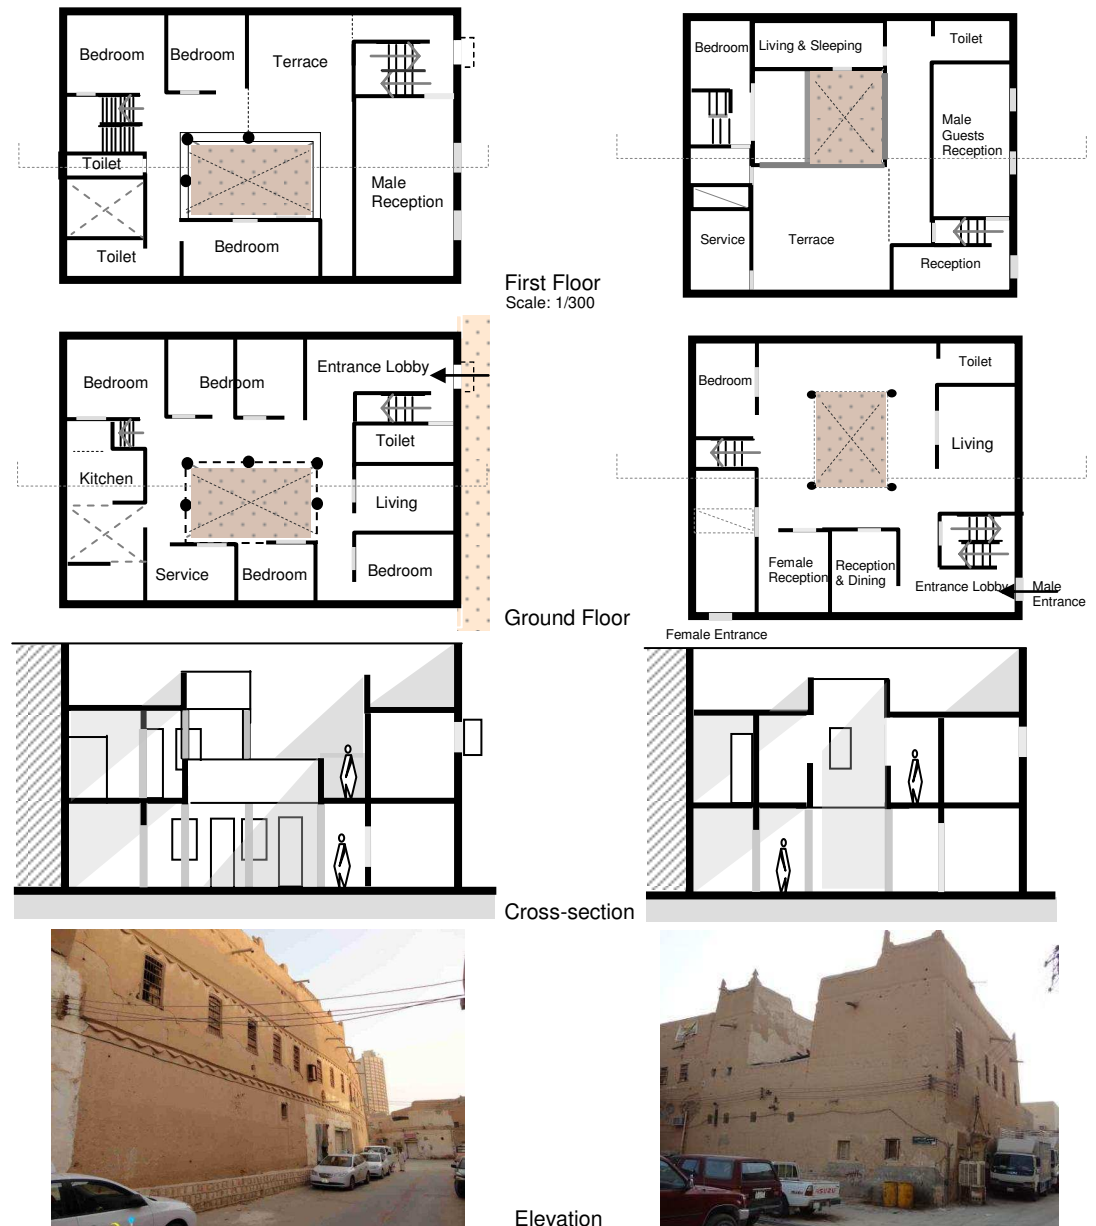 Bedroom
Bedroom
Terrace
Toilet
Male
Reception
Toilet
Bedroom
Bedroom
Living & Sleeping
Toilet
Male
Guests
Reception
Service
Terrace
Reception
First Floor
Scale: 1/300
Entrance Lobby
Bedroom
Bedroom
Toilet
Kitchen
Living
Service
Bedroom
Bedroom
Toilet
Bedroom
Living
Female
Reception
Reception
& Dining
Entrance Lobby
Male
Entrance
Female Entrance
Ground Floor
Cross-section
Elevation